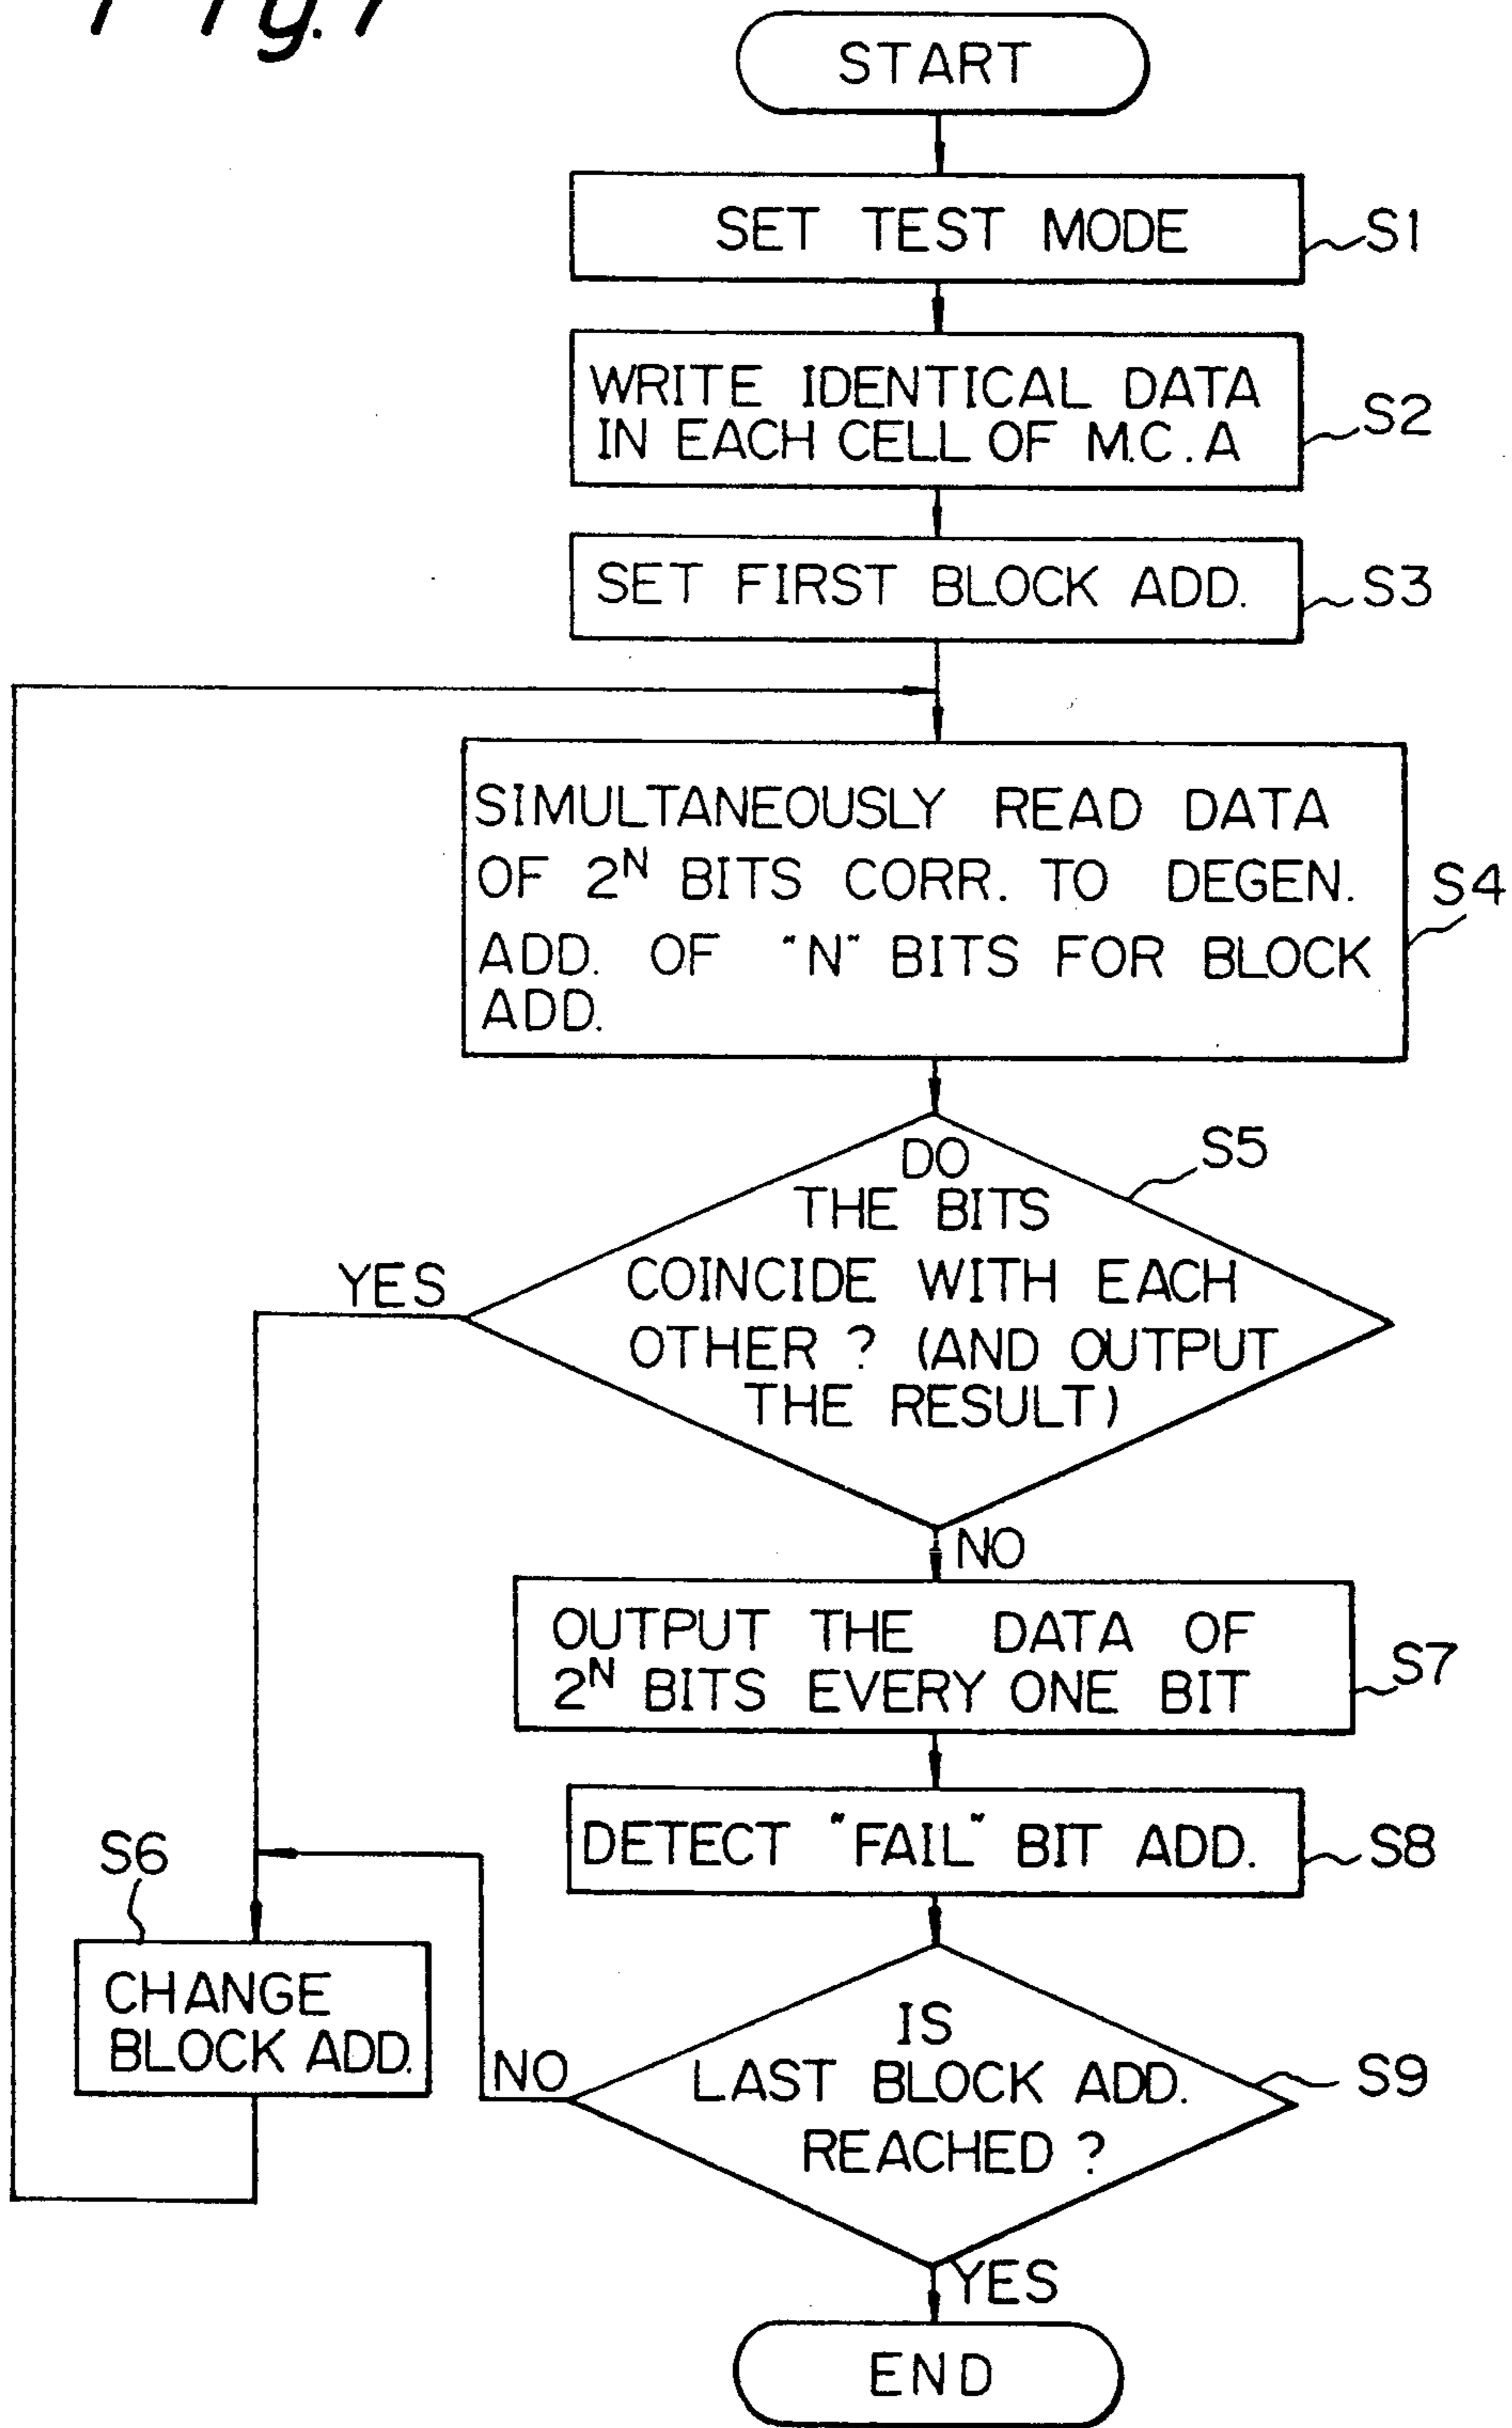 Fig. 7
START
SET TEST MODE
S1
WRITE IDENTICAL DATA
IN EACH CELL OF M.C.A
S2
SET FIRST BLOCK ADD.
S3
SIMULTANEOUSLY READ DATA
OF 2ᴺ BITS CORR. TO DEGEN.
ADD. OF "N" BITS FOR BLOCK
ADD.
S4
DO
THE BITS
COINCIDE WITH EACH
OTHER ? (AND OUTPUT
THE RESULT)
S5
YES
NO
OUTPUT THE DATA OF
2ᴺ BITS EVERY ONE BIT
S7
DETECT "FAIL" BIT ADD.
S8
S6
CHANGE
BLOCK ADD.
IS
LAST BLOCK ADD.
REACHED ?
S9
NO
YES
END